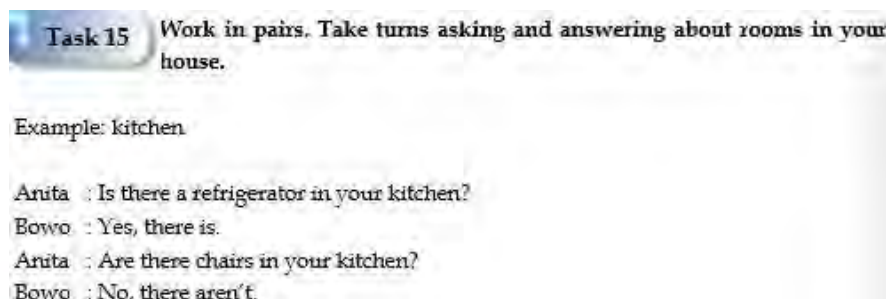 Task 15
Work in pairs. Take turns asking and answering about rooms in your
house.
Example: kitchen
Anita : Is there a refrigerator in your kitchen?
Bowo : Yes, there is.
Anita : Are there chairs in your kitchen?
Bowo : No, there aren't.